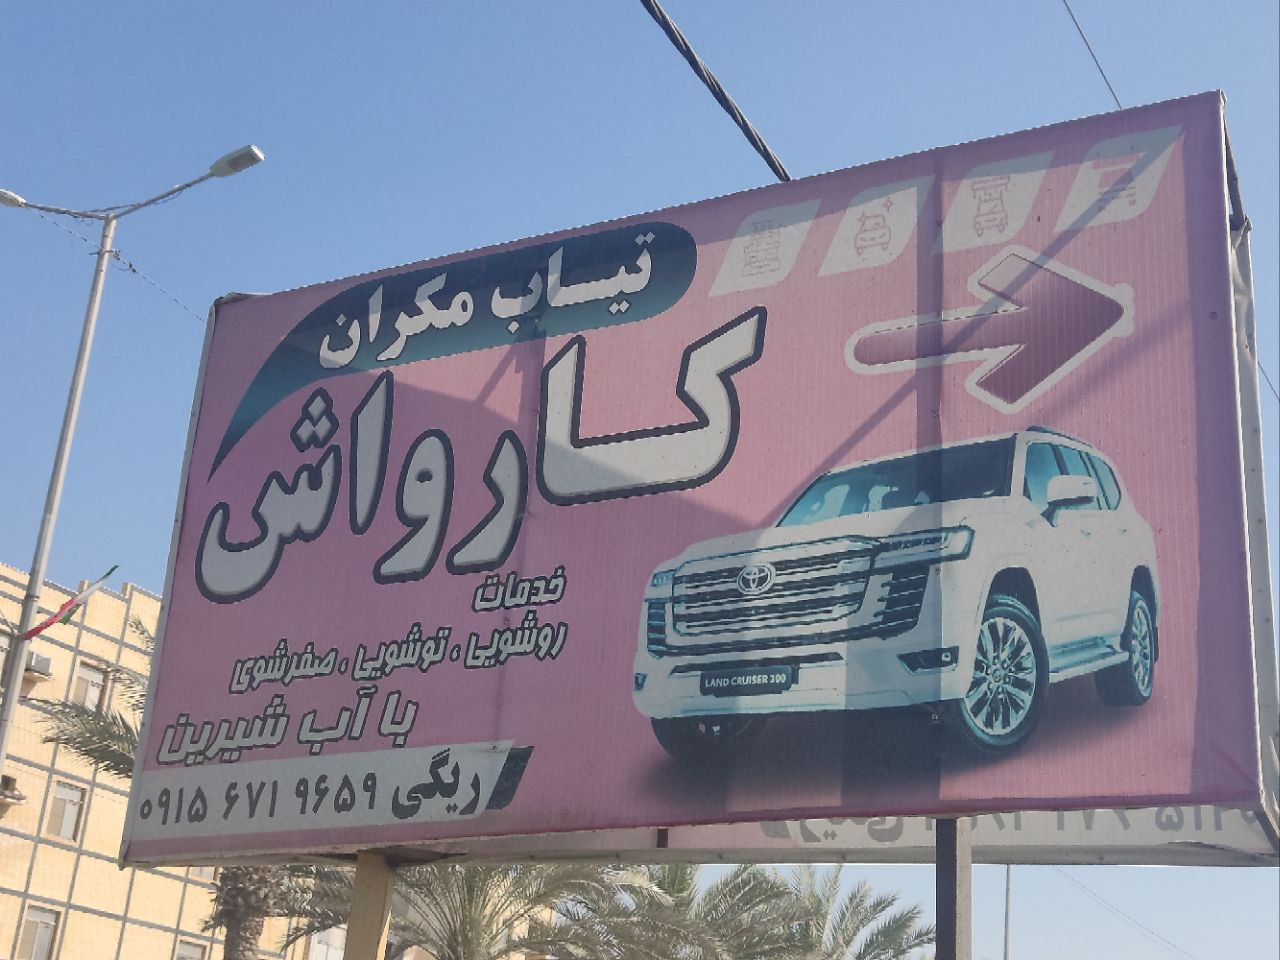 تیاب مکران
کارواش
خدمات
روشویی ، توشویی ، صفرشوی
با آب شیرین
ریگی ۰۹۱۵ ۶۷۱ ۹۶۵۹
LAND CRUISER 300